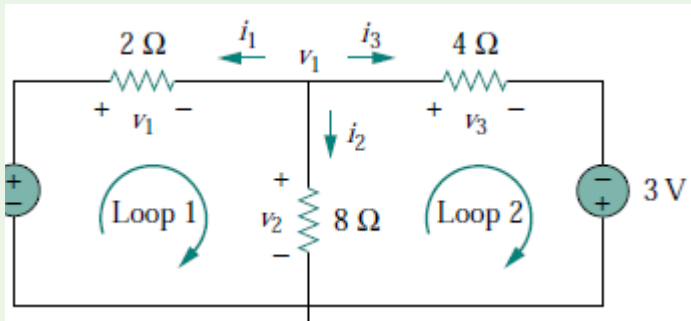 i1 i3
2 Ω v1 4 Ω
+ v1 − + v3 −
i2
+ − Loop 1 + v2 − 8 Ω Loop 2 − + 3 V